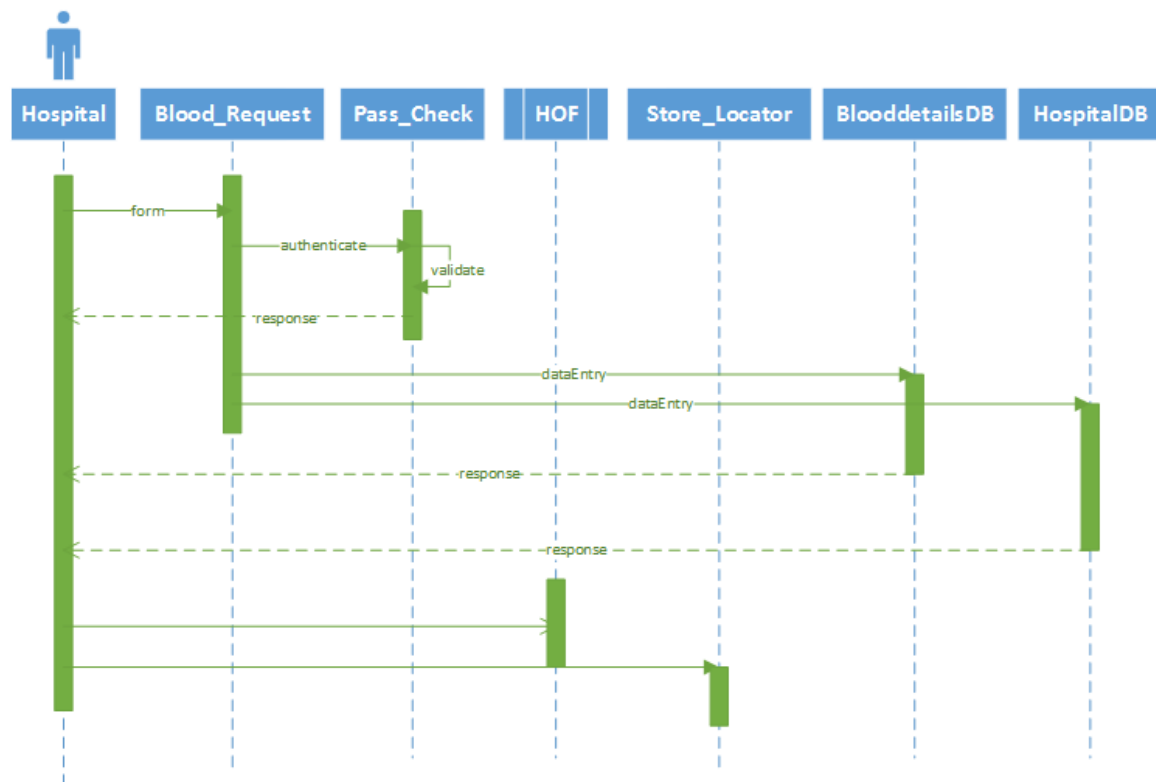 Hospital
Blood_Request
Pass_Check
HOF
Store_Locator
BlooddetailsDB
HospitalDB
form
authenticate
validate
response
dataEntry
dataEntry
response
response